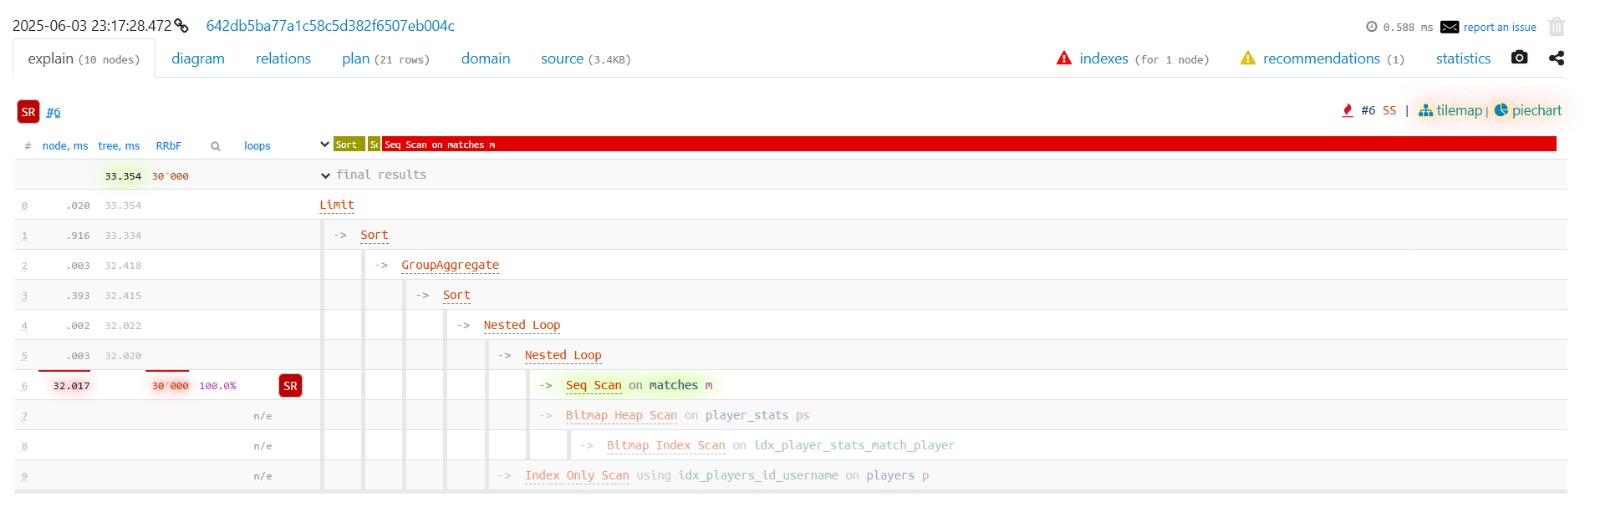 2025-06-03 23:17:28.472 642db5ba77a1c58c5d382f6507eb004c 0.588 ms report an issue
explain (10 nodes) diagram relations plan (21 rows) domain source (3.4KB) indexes (for 1 node) recommendations (1) statistics
SR #6 #6 SS | tilemap | piechart
# node, ms tree, ms RRbF loops Sort So Seq Scan on matches m
33.354 30´000 final results
0 .020 33.354 Limit
1 .916 33.334 -> Sort
2 .003 32.418 -> GroupAggregate
3 .393 32.415 -> Sort
4 .002 32.022 -> Nested Loop
5 .003 32.020 -> Nested Loop
6 32.017 30´000 100.0% SR -> Seq Scan on matches m
7 n/e -> Bitmap Heap Scan on player_stats ps
8 n/e -> Bitmap Index Scan on idx_player_stats_match_player
9 n/e -> Index Only Scan using idx_players_id_username on players p